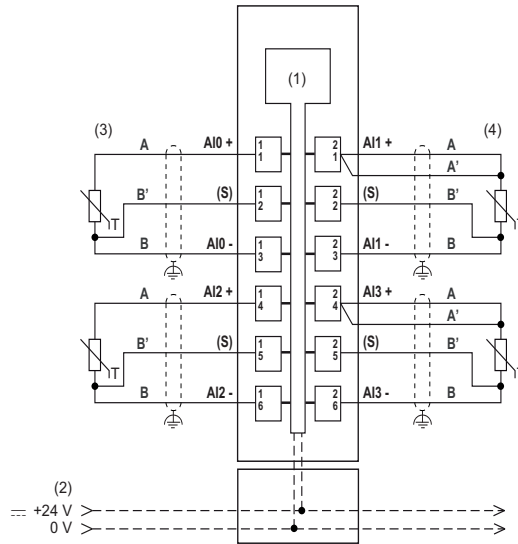 (1)
(3)
(4)
A AI0 + 1 1 2 1 AI1 + A
A'
B' (S) 1 2 2 2 (S) B'
T T
B AI0 - 1 3 2 3 AI1 - B
A AI2 + 1 4 2 4 AI3 + A
A'
B' (S) 1 5 2 5 (S) B'
T T
B AI2 - 1 6 2 6 AI3 - B
(2)
+24 V
0 V